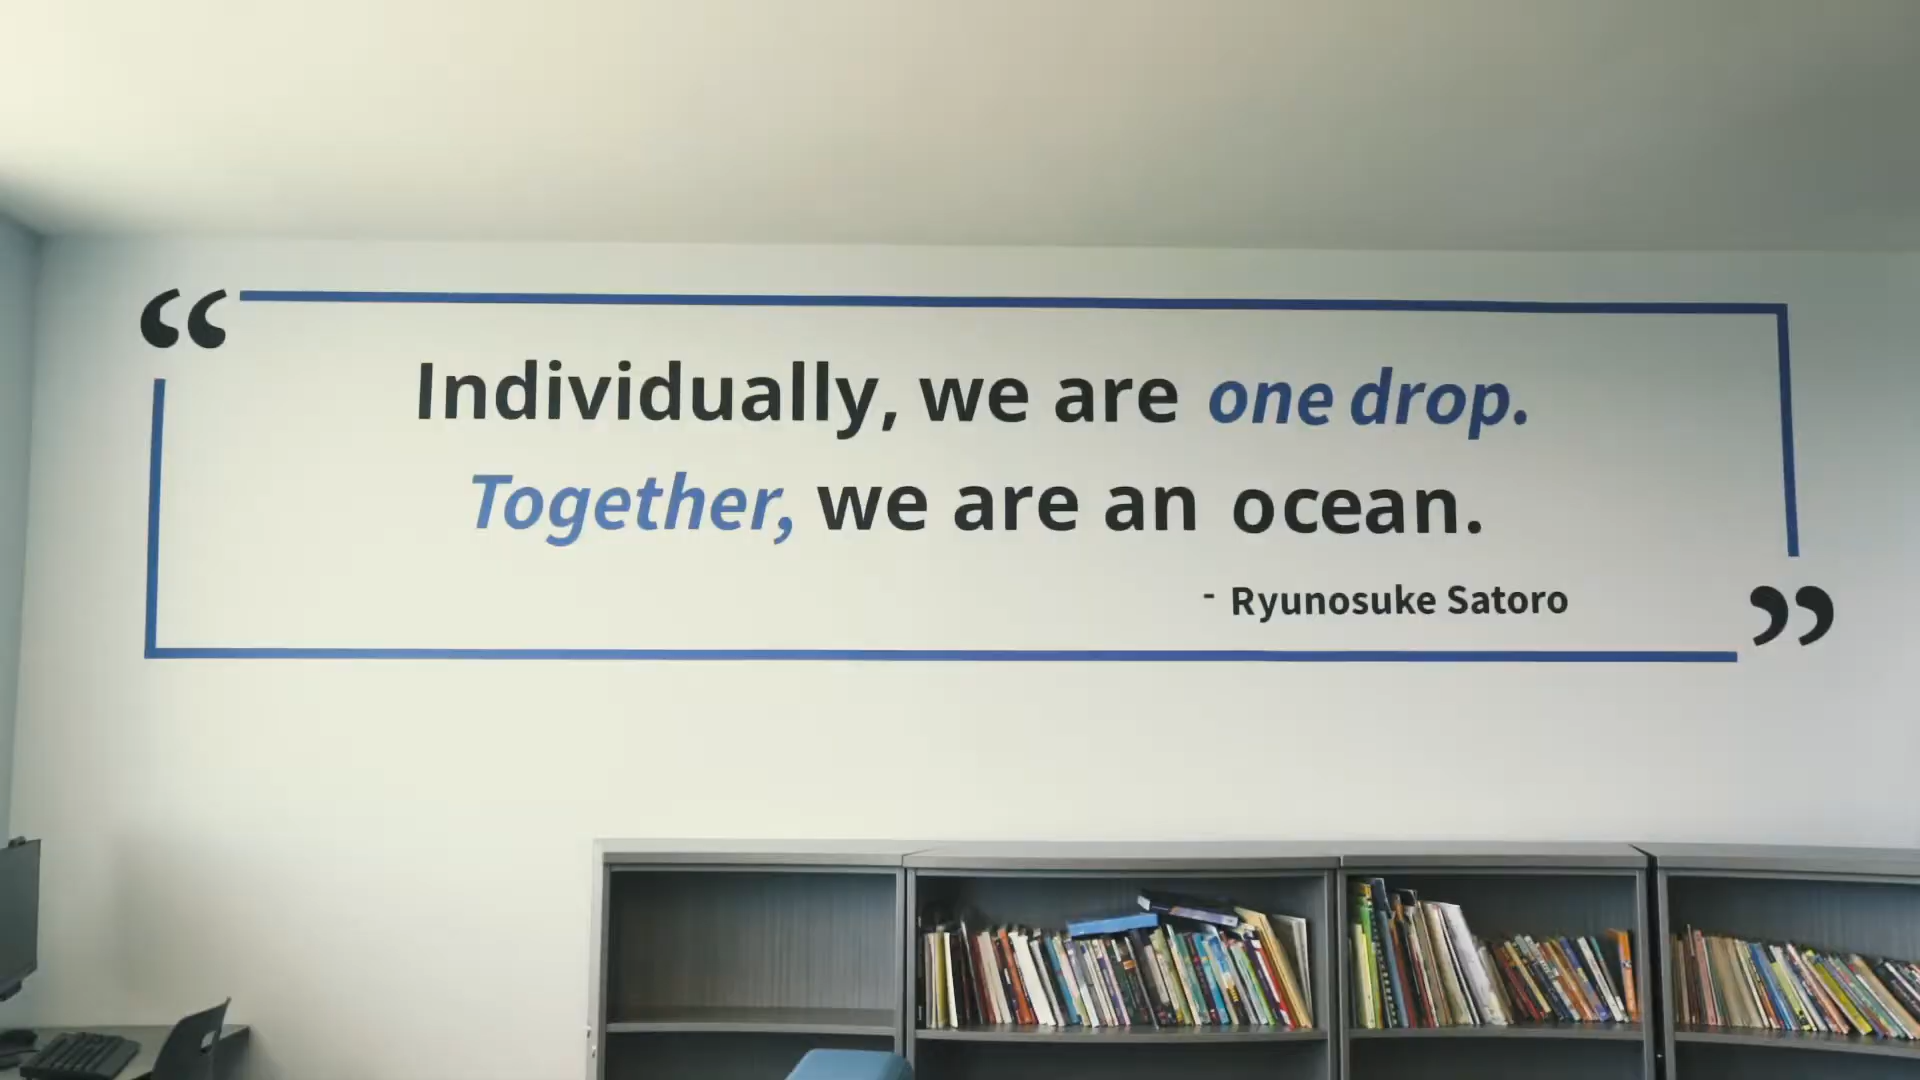 “
Individually, we are one drop.
Together, we are an ocean.
- Ryunosuke Satoro
”